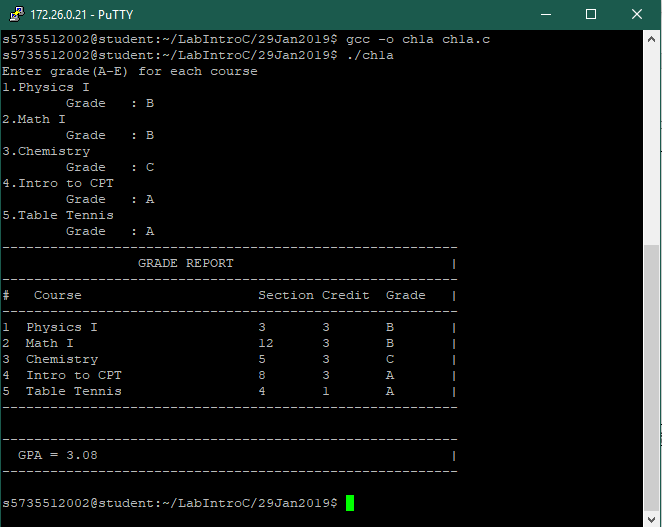 172.26.0.21 - PuTTY
s5735512002@student:~/LabIntroC/29Jan2019$ gcc -o ch1a ch1a.c
s5735512002@student:~/LabIntroC/29Jan2019$ ./ch1a
Enter grade(A-E) for each course
1.Physics I
Grade : B
2.Math I
Grade : B
3.Chemistry
Grade : C
4.Intro to CPT
Grade : A
5.Table Tennis
Grade : A
---------------------------------------------------------
GRADE REPORT |
---------------------------------------------------------
# Course Section Credit Grade |
---------------------------------------------------------
1 Physics I 3 3 B |
2 Math I 12 3 B |
3 Chemistry 5 3 C |
4 Intro to CPT 8 3 A |
5 Table Tennis 4 1 A |
---------------------------------------------------------
---------------------------------------------------------
GPA = 3.08 |
---------------------------------------------------------
s5735512002@student:~/LabIntroC/29Jan2019$